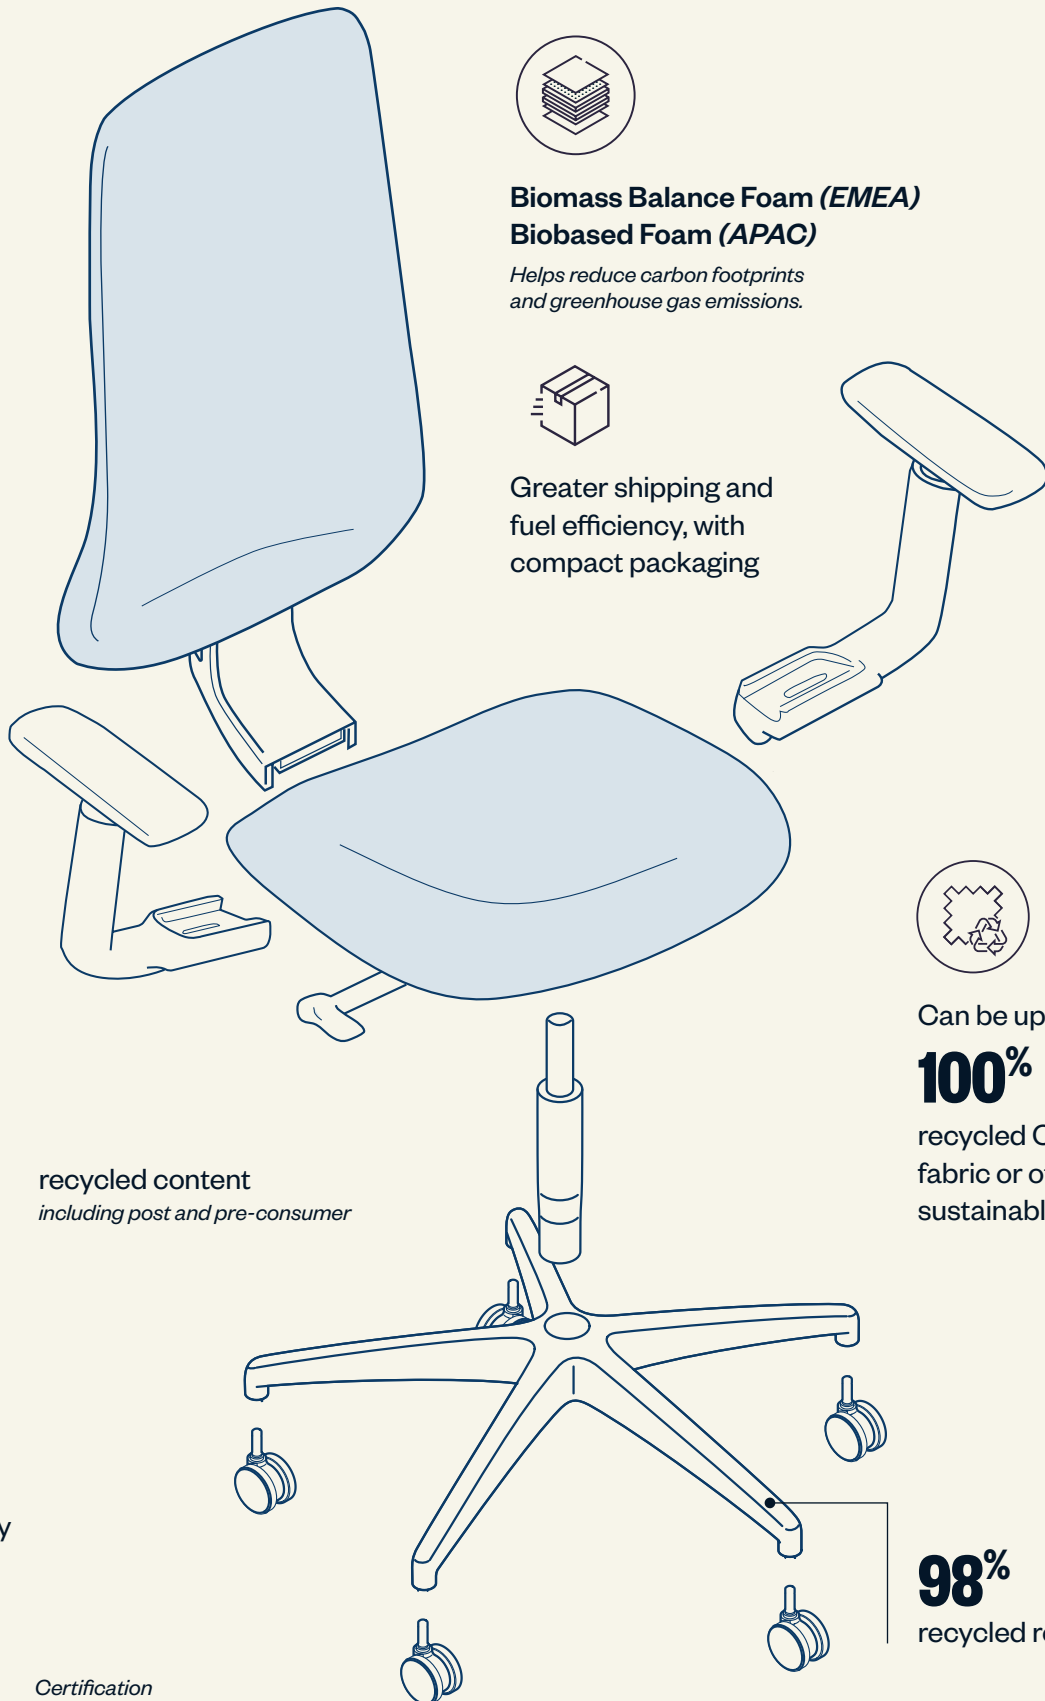 Biomass Balance Foam (EMEA)
Biobased Foam (APAC)
Helps reduce carbon footprints
and greenhouse gas emissions.
Greater shipping and
fuel efficiency, with
compact packaging
Can be up
100%
recycled
fabric or
recycled content
including post and pre-consumer
98%
recycled
Certification